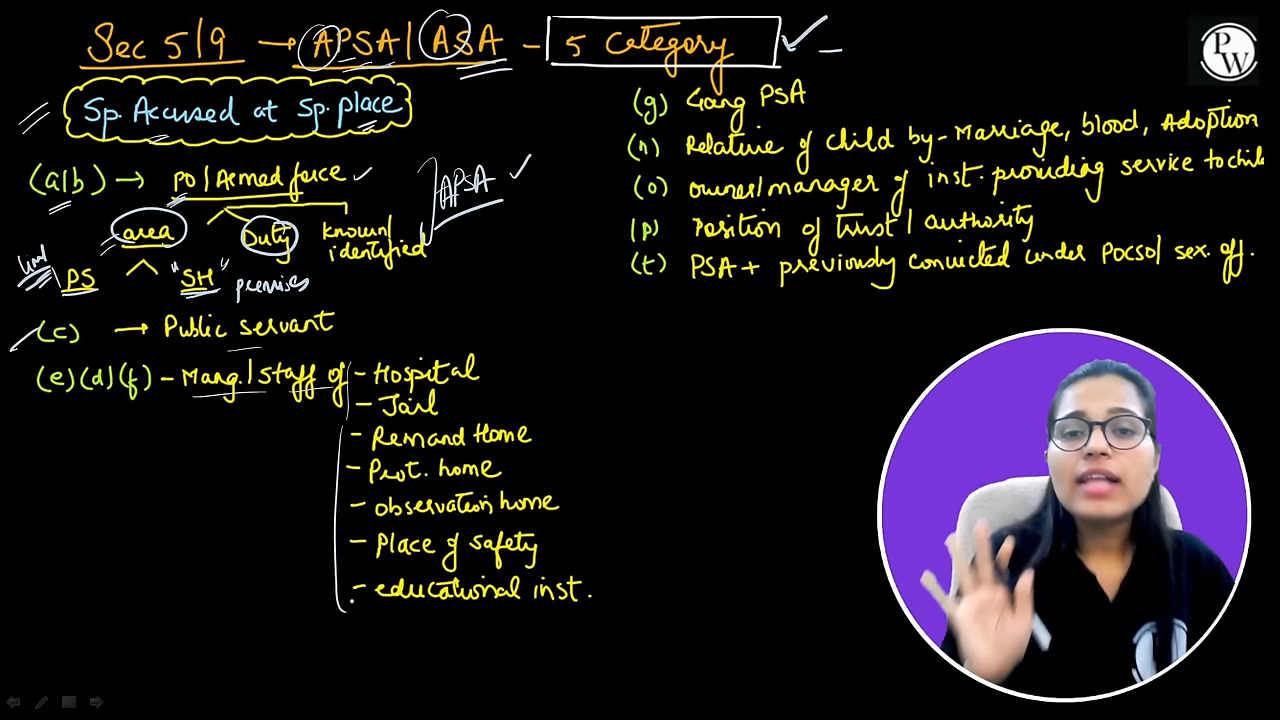 Sec 5/9 → APSA/ASA - 5 Category
Sp. Accused at Sp. place
(a/b) → PO/Armed force
APSA
area Duty known/
identified
PS "SH" premises
(c) → Public servant
(e)(d)(f) - Mang./Staff of - Hospital
- Jail
- Remand Home
- Prot. home
- observation home
- Place of safety
- educational inst.
(g) Gang PSA
(n) Relative of child by - Marriage, blood, Adoption
(o) owner/manager of inst. providing service to child
(p) Position of trust/authority
(t) PSA + previously convicted under Pocso/ sex. off.
PW